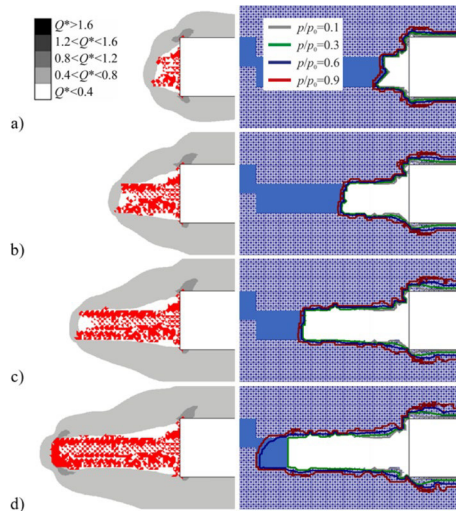 Q*>1.6
1.2<Q*<1.6
0.8<Q*<1.2
0.4<Q*<0.8
Q*<0.4
p/p₀=0.1
p/p₀=0.3
p/p₀=0.6
p/p₀=0.9
a)
b)
c)
d)